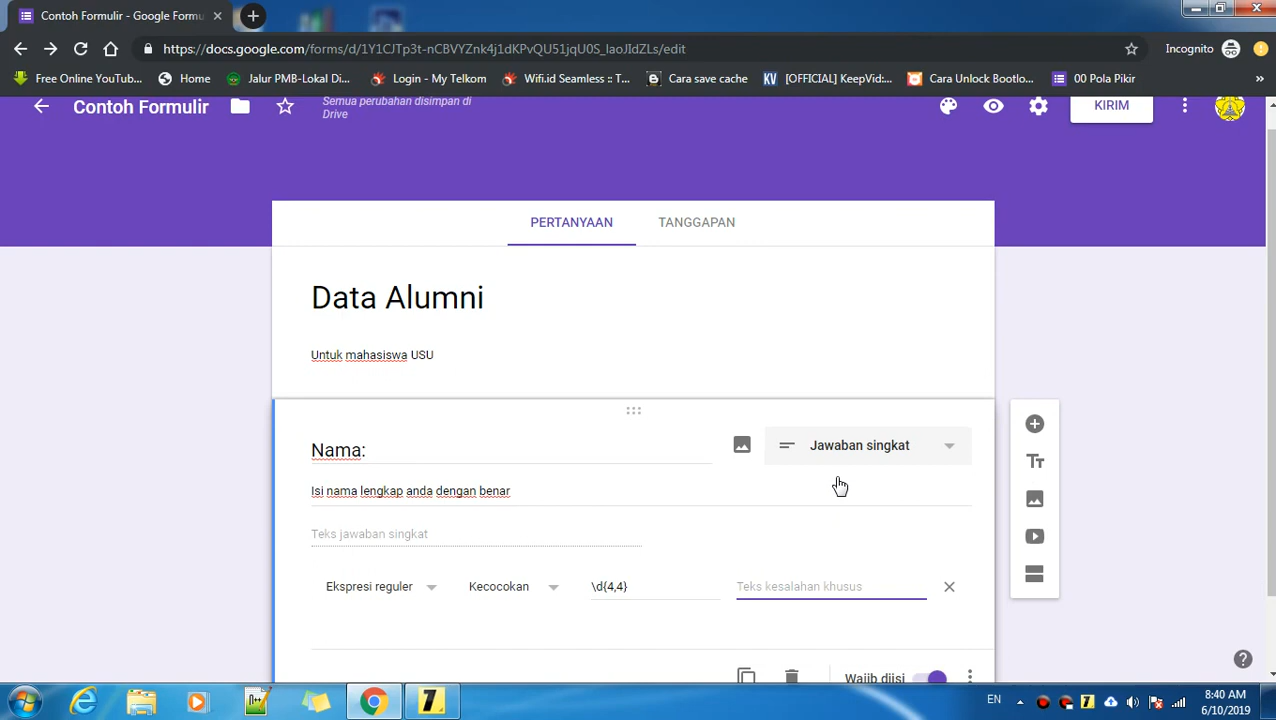 Contoh Formulir - Google Formu
https://docs.google.com/forms/d/1Y1CJTp3t-nCBVYZnk4j1dKPvQU51jqU0S_laoJIdZLs/edit
Incognito
Free Online YouTub...
Home
Jalur PMB-Lokal Di...
Login - My Telkom
Wifi.id Seamless :: T...
Cara save cache
KV [OFFICIAL] KeepVid:...
Cara Unlock Bootlo...
00 Pola Pikir
»
Contoh Formulir
Semua perubahan disimpan di
Drive
KIRIM
PERTANYAAN
TANGGAPAN
Data Alumni
Untuk mahasiswa USU
Nama:
Jawaban singkat
Isi nama lengkap anda dengan benar
Teks jawaban singkat
Ekspresi reguler
Kecocokan
\d{4,4}
Teks kesalahan khusus
Wajib diisi
EN
8:40 AM
6/10/2019